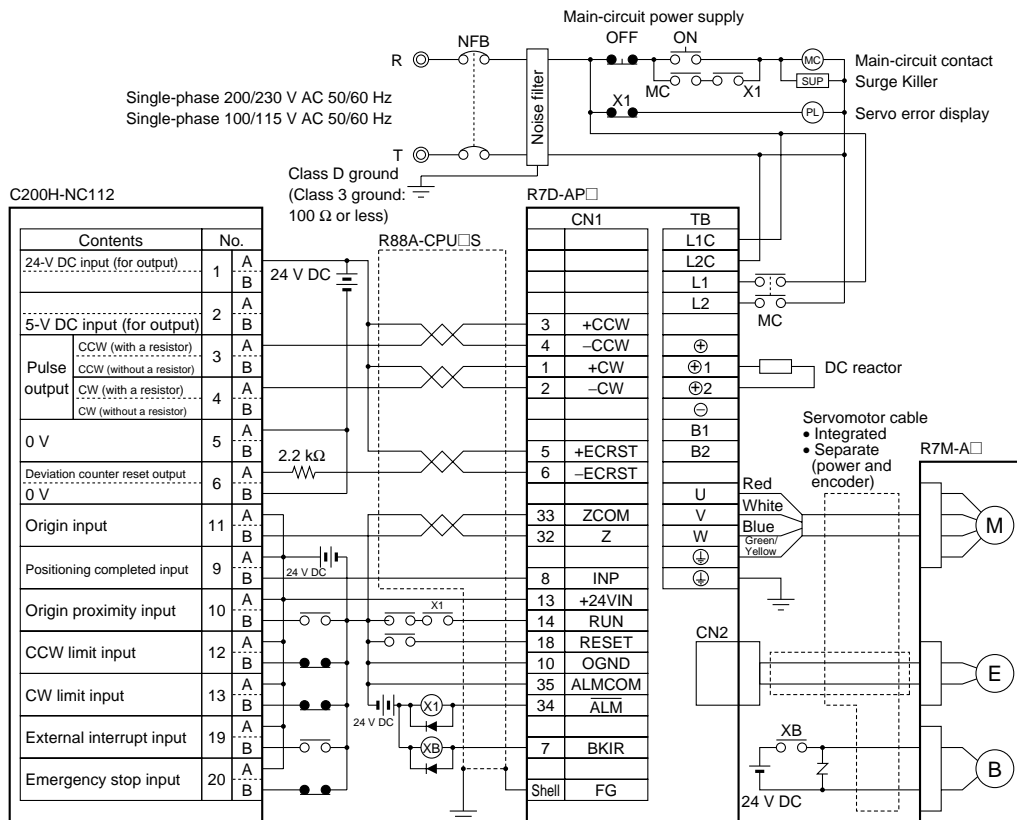 Main-circuit power supply
OFF
ON
NFB
R
MC
Main-circuit contact
MC
X1
SUP
Surge Killer
Single-phase 200/230 V AC 50/60 Hz
Single-phase 100/115 V AC 50/60 Hz
Noise filter
X1
PL
Servo error display
T
Class D ground
(Class 3 ground:
100 Ω or less)
C200H-NC112
R7D-AP□
R88A-CPU□S
Contents No.
24-V DC input (for output) 1 A
B
2 A
5-V DC input (for output) B
Pulse output
CCW (with a resistor) 3 A
CCW (without a resistor) B
CW (with a resistor) 4 A
CW (without a resistor) B
0 V 5 A
B
Deviation counter reset output 6 A
0 V B
Origin input 11 A
B
Positioning completed input 9 A
B
Origin proximity input 10 A
B
CCW limit input 12 A
B
CW limit input 13 A
B
External interrupt input 19 A
B
Emergency stop input 20 A
B
24 V DC
2.2 kΩ
24 V DC
X1
24 V DC
X1
XB
CN1
3 +CCW
4 −CCW
1 +CW
2 −CW
5 +ECRST
6 −ECRST
33 ZCOM
32 Z
8 INP
13 +24VIN
14 RUN
18 RESET
10 OGND
35 ALMCOM
34 ALM
7 BKIR
Shell FG
TB
L1C
L2C
L1
L2
⊕
⊕1
⊕2
⊖
B1
B2
U
V
W
MC
DC reactor
Servomotor cable
• Integrated
• Separate
(power and
encoder)
R7M-A□
Red
White
Blue
Green/
Yellow
M
CN2
E
XB
24 V DC
B